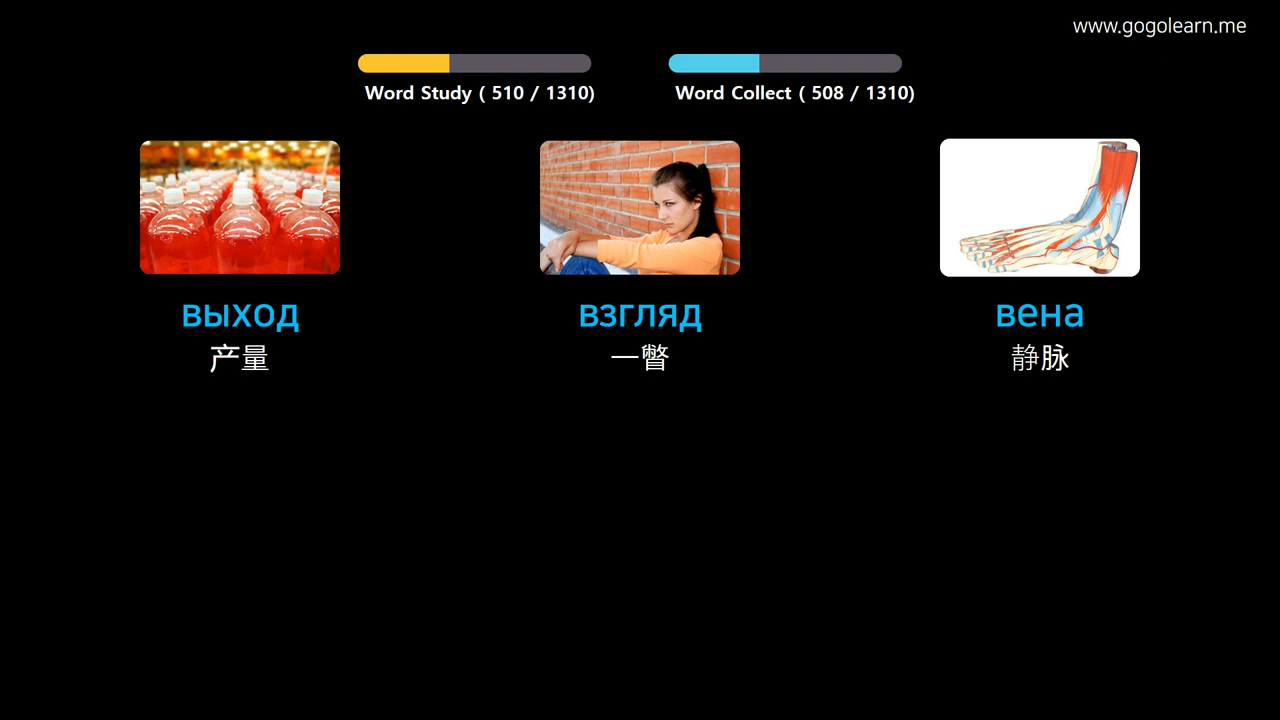 www.gogolearn.me
Word Study ( 510 / 1310)
Word Collect ( 508 / 1310)
выход
взгляд
вена
产量
一瞥
静脉